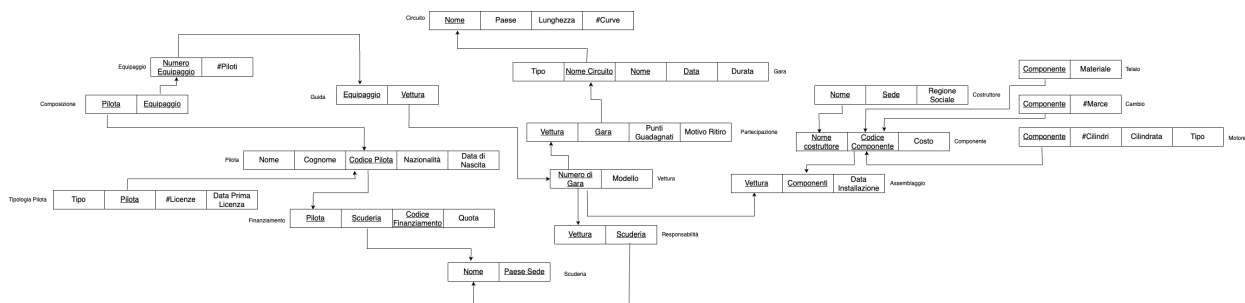 Circuito
Nome Paese Lunghezza #Curve
Equipaggio
Numero
Equipaggio
#Piloti
Tipo Nome Circuito Nome Data Durata
Gara
Componente Materiale
Telaio
Composizione
Pilota Equipaggio
Guida
Equipaggio Vettura
Nome Sede Regione
Sociale
Costruttore
Componente #Marce
Cambio
Vettura Gara Punti
Guadagnati
Motivo Ritiro
Partecipazione
Nome
costruttore
Codice
Componente
Costo
Componente
Componente #Cilindri Cilindrata Tipo
Motore
Pilota
Nome Cognome Codice Pilota Nazionalità Data di
Nascita
Numero di
Gara
Modello
Vettura
Vettura Componenti Data
Installazione
Assemblaggio
Tipologia Pilota
Tipo Pilota #Licenze Data Prima
Licenza
Finanziamento
Pilota Scuderia Codice
Finanziamento
Quota
Vettura Scuderia
Responsabilità
Nome Paese Sede
Scuderia